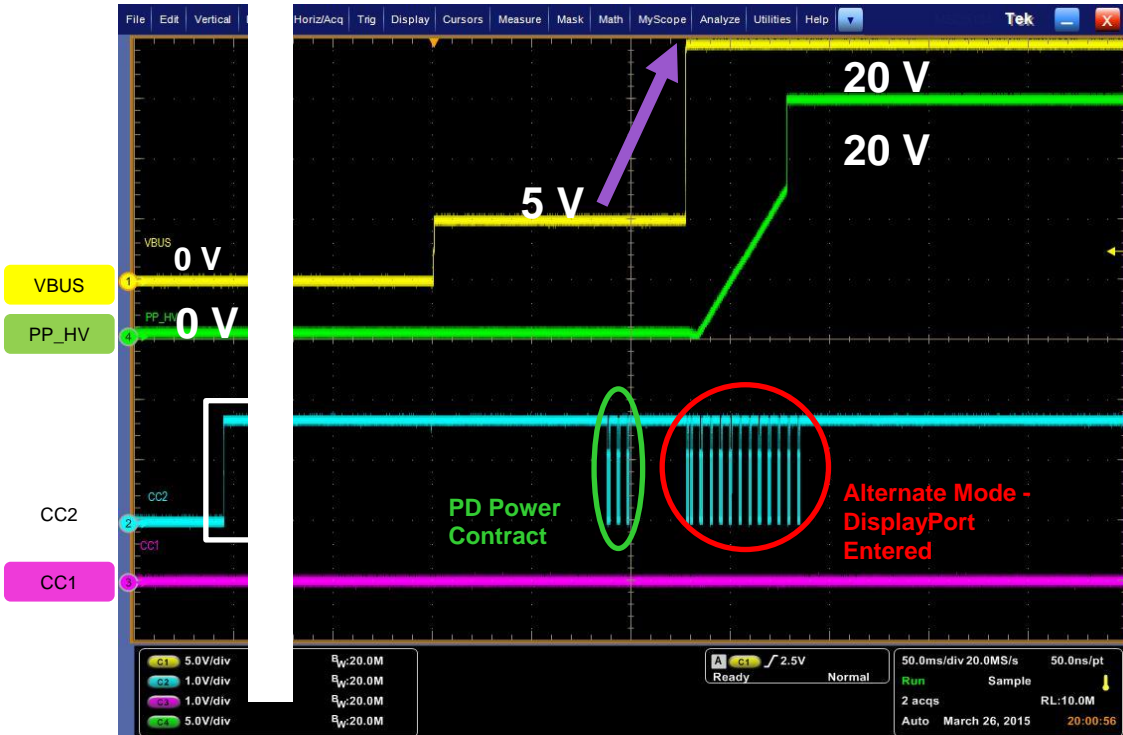 File Edit Vertical Horiz/Acq Trig Display Cursors Measure Mask Math MyScope Analyze Utilities Help Tek X
20 V
20 V
5 V
VBUS
0 V
VBUS
1
PP_HV
0 V
PP_HV
4
CC2
CC2
2
PD Power
Contract
Alternate Mode -
DisplayPort
Entered
CC1
CC1
3
C1 5.0V/div BW:20.0M
C2 1.0V/div BW:20.0M
C3 1.0V/div BW:20.0M
C4 5.0V/div BW:20.0M
A C1 2.5V
Ready Normal
50.0ms/div 20.0MS/s 50.0ns/pt
Run Sample
2 acqs RL:10.0M
Auto March 26, 2015 20:00:56